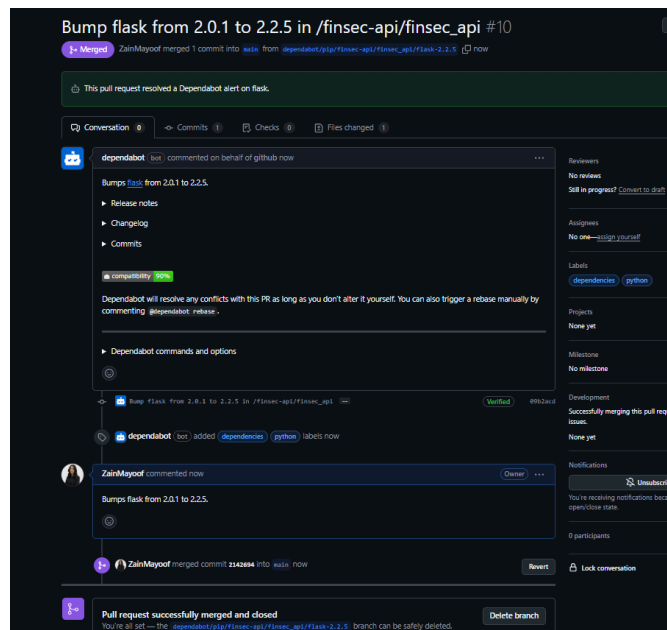 Bump flask from 2.0.1 to 2.2.5 in /finsec-api/finsec_api #10
Merged ZainMayoof merged 1 commit into main from dependabot/pip/finsec-api/finsec_api/flask-2.2.5 now
This pull request resolved a Dependabot alert on flask.
Conversation 0 Commits 1 Checks 0 Files changed 1
dependabot bot commented on behalf of github now
Bumps flask from 2.0.1 to 2.2.5.
Release notes
Changelog
Commits
compatibility 90%
Dependabot will resolve any conflicts with this PR as long as you don't alter it yourself. You can also trigger a rebase manually by
commenting @dependabot rebase.
Dependabot commands and options
Bump flask from 2.0.1 to 2.2.5 in /finsec-api/finsec_api Verified 09b2acd
dependabot bot added dependencies python labels now
ZainMayoof commented now Owner
Bumps flask from 2.0.1 to 2.2.5.
ZainMayoof merged commit 2142694 into main now Revert
Pull request successfully merged and closed
You're all set — the dependabot/pip/finsec-api/finsec_api/flask-2.2.5 branch can be safely deleted.
Delete branch
Reviewers
No reviews
Still in progress? Convert to draft
Assignees
No one—assign yourself
Labels
dependencies python
Projects
None yet
Milestone
No milestone
Development
Successfully merging this pull req
issues.
None yet
Notifications
Unsubscri
You're receiving notifications beca
open/close state.
0 participants
Lock conversation